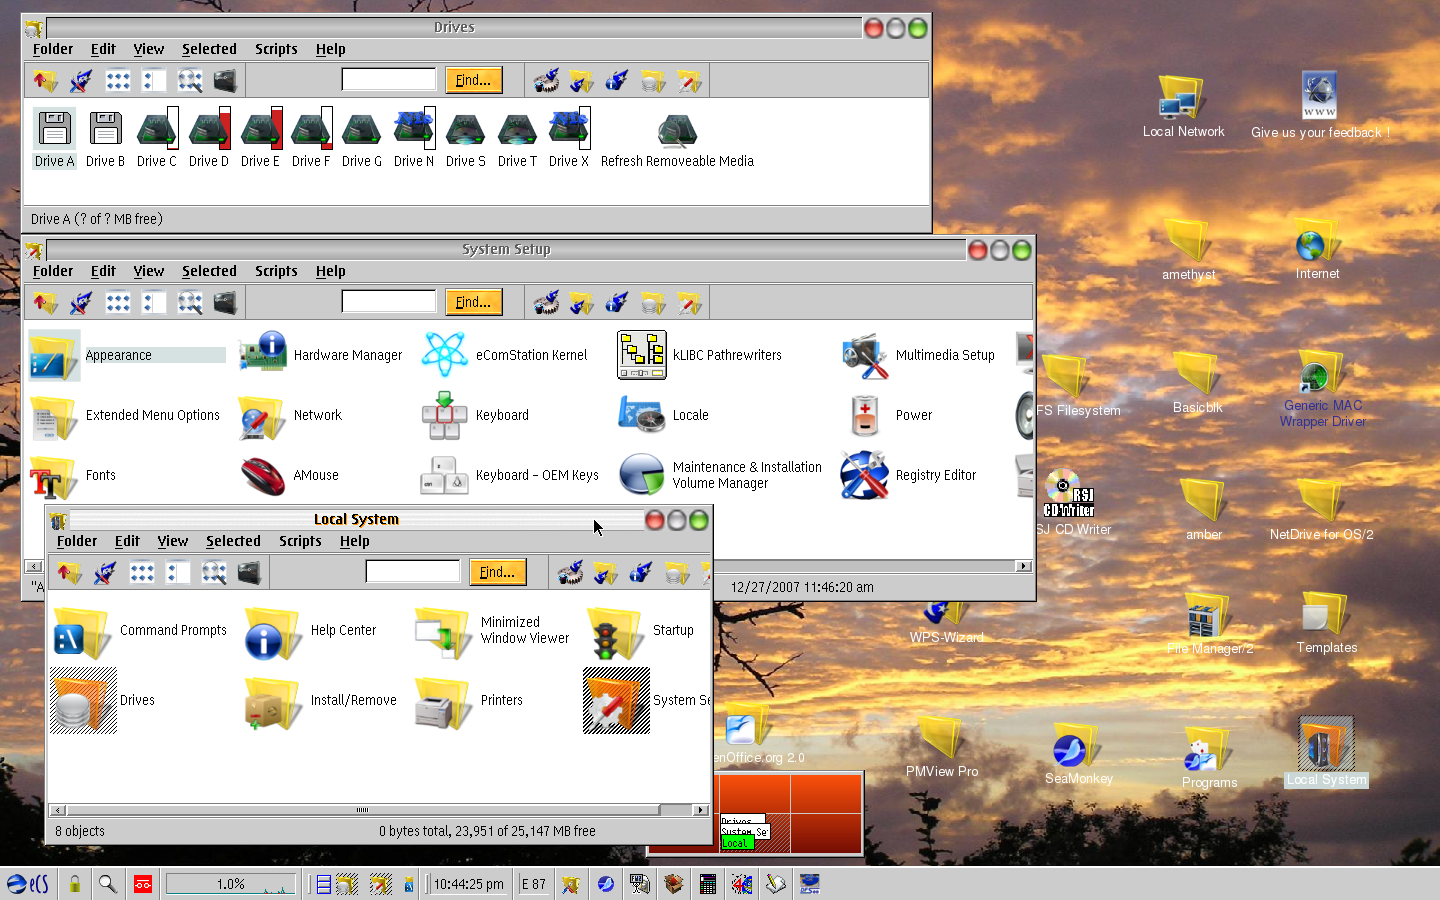 Drives
Folder Edit View Selected Scripts Help
Find...
Drive A Drive B Drive C Drive D Drive E Drive F Drive G Drive N Drive S Drive T Drive X Refresh Removeable Media
Drive A (? of ? MB free)
System Setup
Folder Edit View Selected Scripts Help
Find...
Appearance
Hardware Manager
eComStation Kernel
kLIBC Pathrewriters
Multimedia Setup
Extended Menu Options
Network
Keyboard
Locale
Power
Fonts
AMouse
Keyboard - OEM Keys
Maintenance & Installation
Volume Manager
Registry Editor
"A
12/27/2007 11:46:20 am
Local System
Folder Edit View Selected Scripts Help
Find...
Command Prompts
Help Center
Minimized
Window Viewer
Startup
Drives
Install/Remove
Printers
System Se
8 objects
0 bytes total, 23,951 of 25,147 MB free
Local Network
WWW
Give us your feedback !
amethyst
Internet
FS Filesystem
Basicblk
Generic MAC
Wrapper Driver
RSJ
CD Writer
SJ CD Writer
amber
NetDrive for OS/2
WPS-Wizard
File Manager/2
Templates
enOffice.org 2.0
PMView Pro
SeaMonkey
Programs
Local System
Drives
System Se
Local
eCS
1.0%
10:44:25 pm
E 87